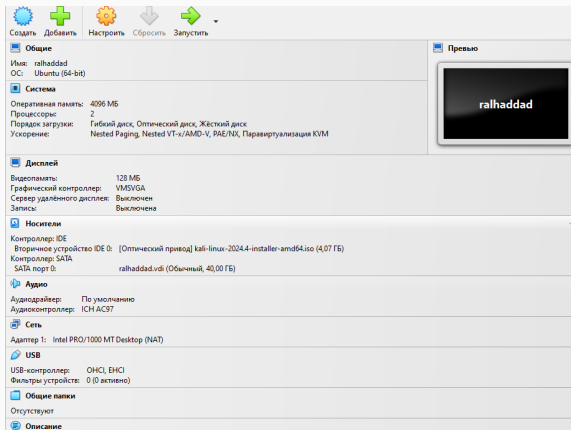 Создать Добавить Настроить Сбросить Запустить
Общие
Имя: ralhaddad
ОС: Ubuntu (64-bit)
Система
Оперативная память: 4096 МБ
Процессоры: 2
Порядок загрузки: Гибкий диск, Оптический диск, Жёсткий диск
Ускорение: Nested Paging, Nested VT-x/AMD-V, PAE/NX, Паравиртуализация KVM
Превью
ralhaddad
Дисплей
Видеопамять: 128 МБ
Графический контроллер: VMSVGA
Сервер удалённого дисплея: Выключен
Запись: Выключена
Носители
Контроллер: IDE
Вторичное устройство IDE 0: [Оптический привод] kali-linux-2024.4-installer-amd64.iso (4,07 ГБ)
Контроллер: SATA
SATA порт 0: ralhaddad.vdi (Обычный, 40,00 ГБ)
Аудио
Аудиодрайвер: По умолчанию
Аудиоконтроллер: ICH AC97
Сеть
Адаптер 1: Intel PRO/1000 MT Desktop (NAT)
USB
USB-контроллер: OHCI, EHCI
Фильтры устройств: 0 (0 активно)
Общие папки
Отсутствуют
Описание